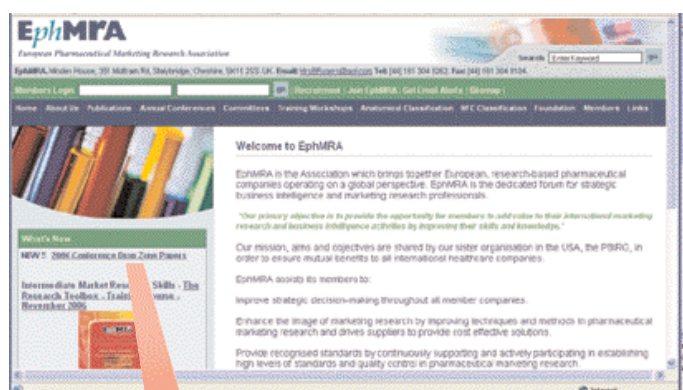 EphMRA
European Pharmaceutical Marketing Research Association
Search Enter Keyword
Members Login
Recruitment | Join EphMRA | Get Email Alerts | Sitemap
Home About Us Publications Annual Conferences Committees Training Workshops Anatomical Classification NFC Classification Foundation Members Links
Welcome to EphMRA
EphMRA is the Association which brings together European, research-based pharmaceutical
companies operating on a global perspective. EphMRA is the dedicated forum for strategic
business intelligence and marketing research professionals.
"Our primary objective is to provide the opportunity for members to add value to their international marketing
research and business intelligence activities by improving their skills and knowledge."
Our mission, aims and objectives are shared by our sister organisation in the USA, the PBIRG, in
order to ensure mutual benefits to all international healthcare companies.
EphMRA assists its members to:
Improve strategic decision-making throughout all member companies.
Enhance the image of marketing research by improving techniques and methods in pharmaceutical
marketing research and drives suppliers to provide cost effective solutions.
Provide recognised standards by continuously supporting and actively participating in establishing
high levels of standards and quality control in pharmaceutical marketing research.
What's New
2006 Conference Zone Papers
Intermediate Market Skills - The
Research Toolbox -
November 2006
Internet